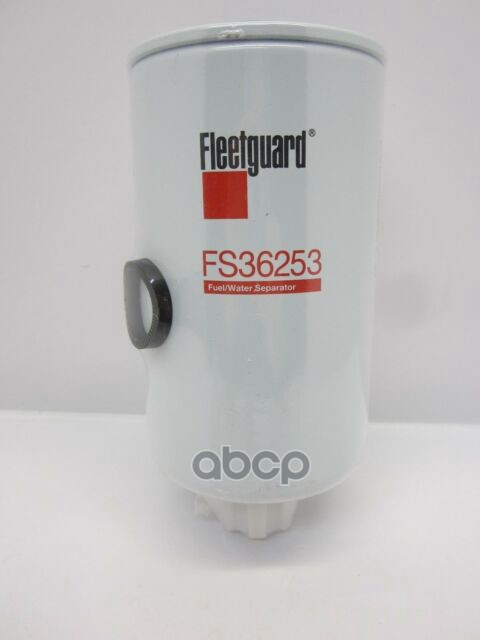 Fleetguard®
FS36253
Fuel/Water Separator
abcp